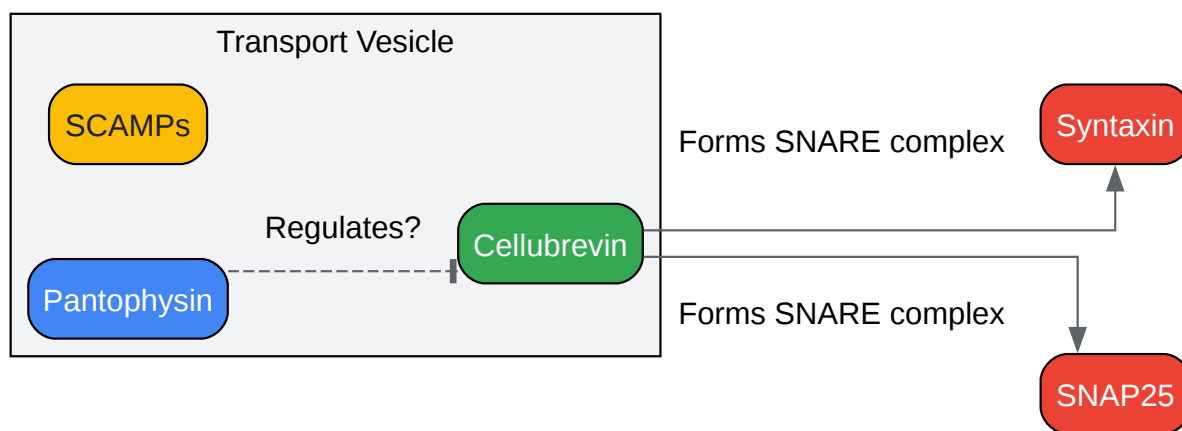 Transport Vesicle
SCAMPs
Syntaxin
Forms SNARE complex
Regulates?
Cellubrevin
Pantophysin
Forms SNARE complex
SNAP25